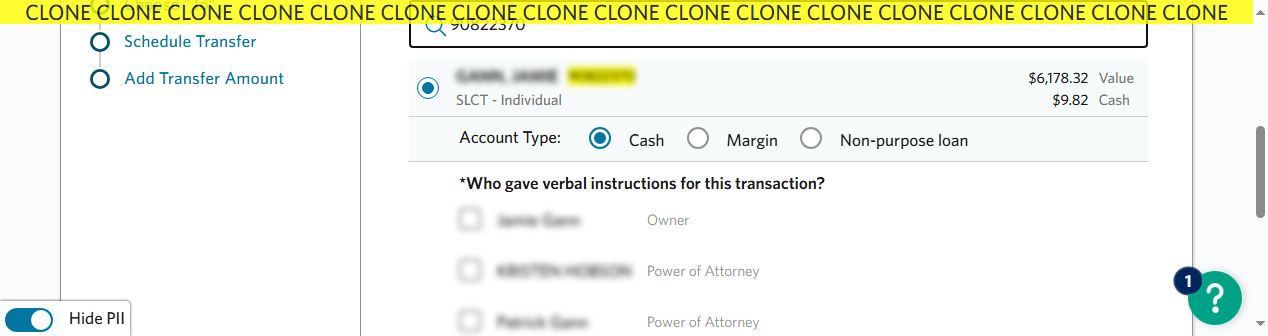 CLONE CLONE CLONE CLONE CLONE CLONE CLONE CLONE CLONE CLONE CLONE CLONE CLONE CLONE CLONE CLONE CLONE
Schedule Transfer
Add Transfer Amount
90822370
$6,178.32 Value
SLCT - Individual
$9.82 Cash
Account Type: Cash Margin Non-purpose loan
*Who gave verbal instructions for this transaction?
Owner
Power of Attorney
Power of Attorney
1
?
Hide PII